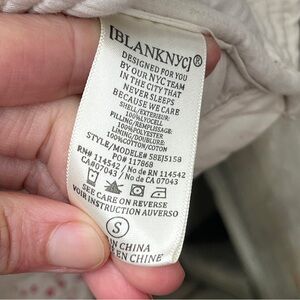 [BLANKNYC]®
DESIGNED FOR YOU
BY OUR NYC TEAM
IN THE CITY THAT
NEVER SLEEPS
BECAUSE WE CARE
SHELL/EXTERIEUR:
100%LYOCELL
PILLING/REMPLISSAGE:
100%POLYESTER
LINING/DOUBLURE:
100%COTTON/COTON
STYLE/MODELE# 58EJ5158
PO# 117868
RN# 114542 / No de RN 114542
CA#07043 / No de CA 07043
SEE CARE ON REVERSE
VOIR INSTRUCTION AUVERSO
S
IN CHINA
EN CHINE